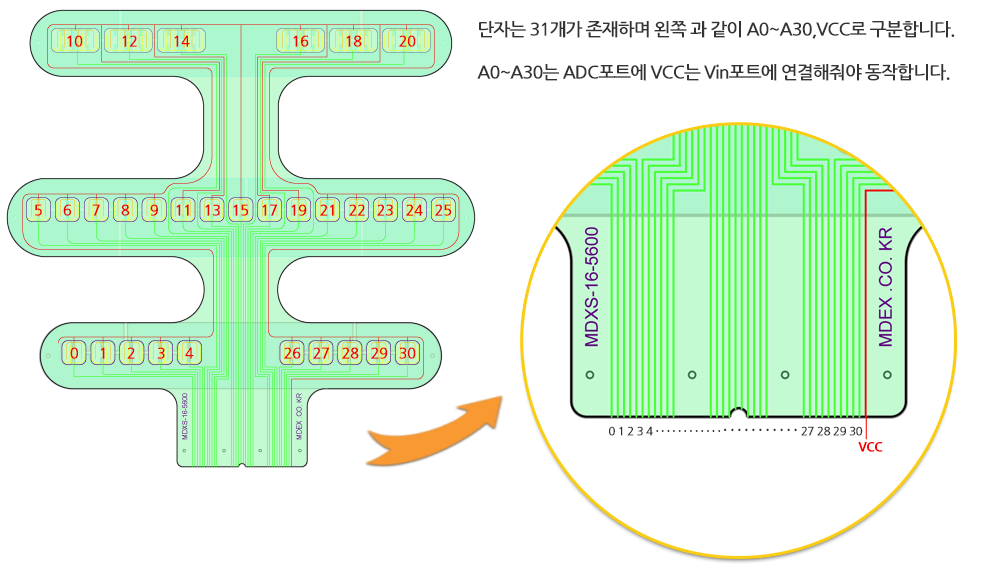 단자는 31개가 존재하며 왼쪽 과 같이 A0~A30,VCC로 구분합니다.
A0~A30는 ADC포트에 VCC는 Vin포트에 연결해줘야 동작합니다.
10 12 14 16 18 20
5 6 7 8 9 11 13 15 17 19 21 22 23 24 25
0 1 2 3 4 26 27 28 29 30
MDXS-16-5600
MDEX .CO. KR
MDXS-16-5600
MDEX .CO. KR
0 1 2 3 4 ···························· 27 28 29 30
VCC